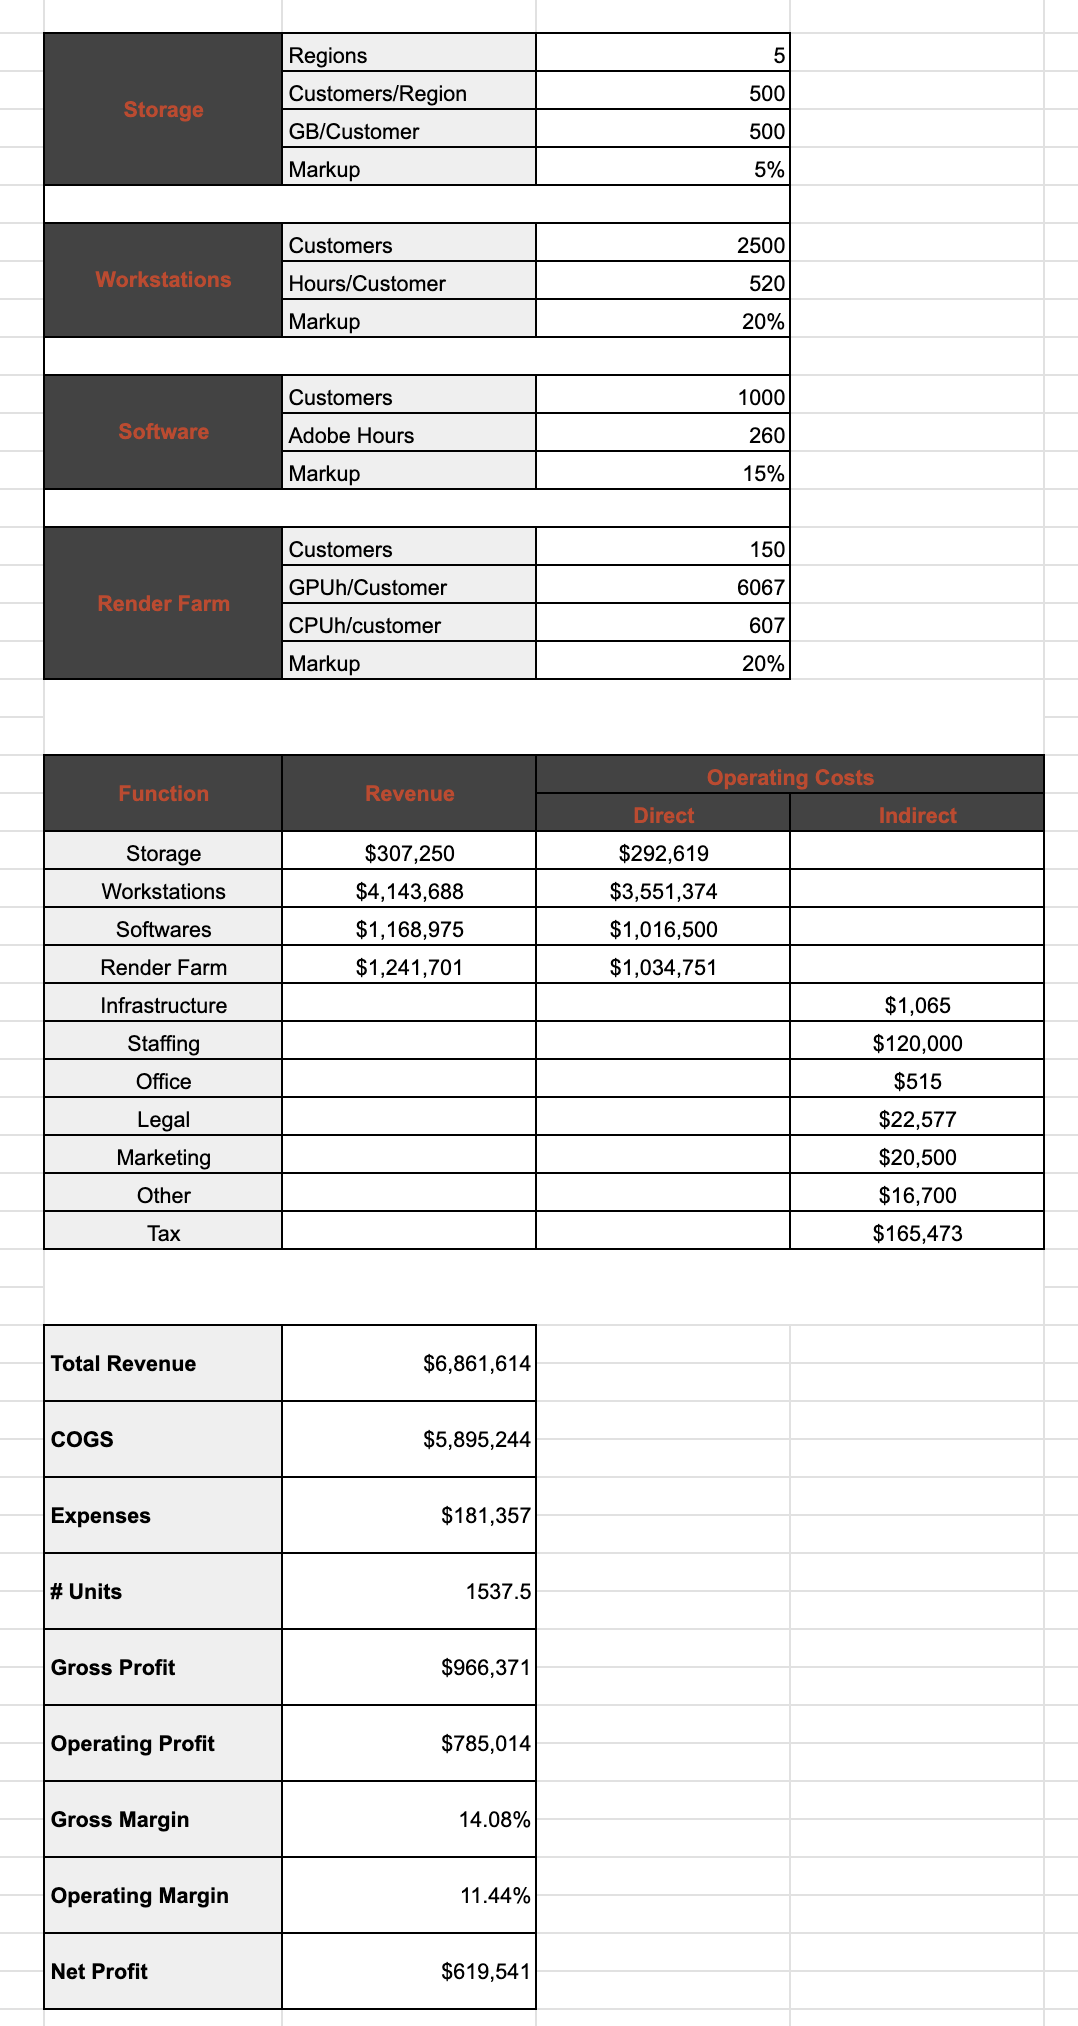 Storage
Regions 5
Customers/Region 500
GB/Customer 500
Markup 5%
Workstations
Customers 2500
Hours/Customer 520
Markup 20%
Software
Customers 1000
Adobe Hours 260
Markup 15%
Render Farm
Customers 150
GPUh/Customer 6067
CPUh/customer 607
Markup 20%
Function Revenue Operating Costs
Direct Indirect
Storage $307,250 $292,619
Workstations $4,143,688 $3,551,374
Softwares $1,168,975 $1,016,500
Render Farm $1,241,701 $1,034,751
Infrastructure $1,065
Staffing $120,000
Office $515
Legal $22,577
Marketing $20,500
Other $16,700
Tax $165,473
Total Revenue $6,861,614
COGS $5,895,244
Expenses $181,357
# Units 1537.5
Gross Profit $966,371
Operating Profit $785,014
Gross Margin 14.08%
Operating Margin 11.44%
Net Profit $619,541